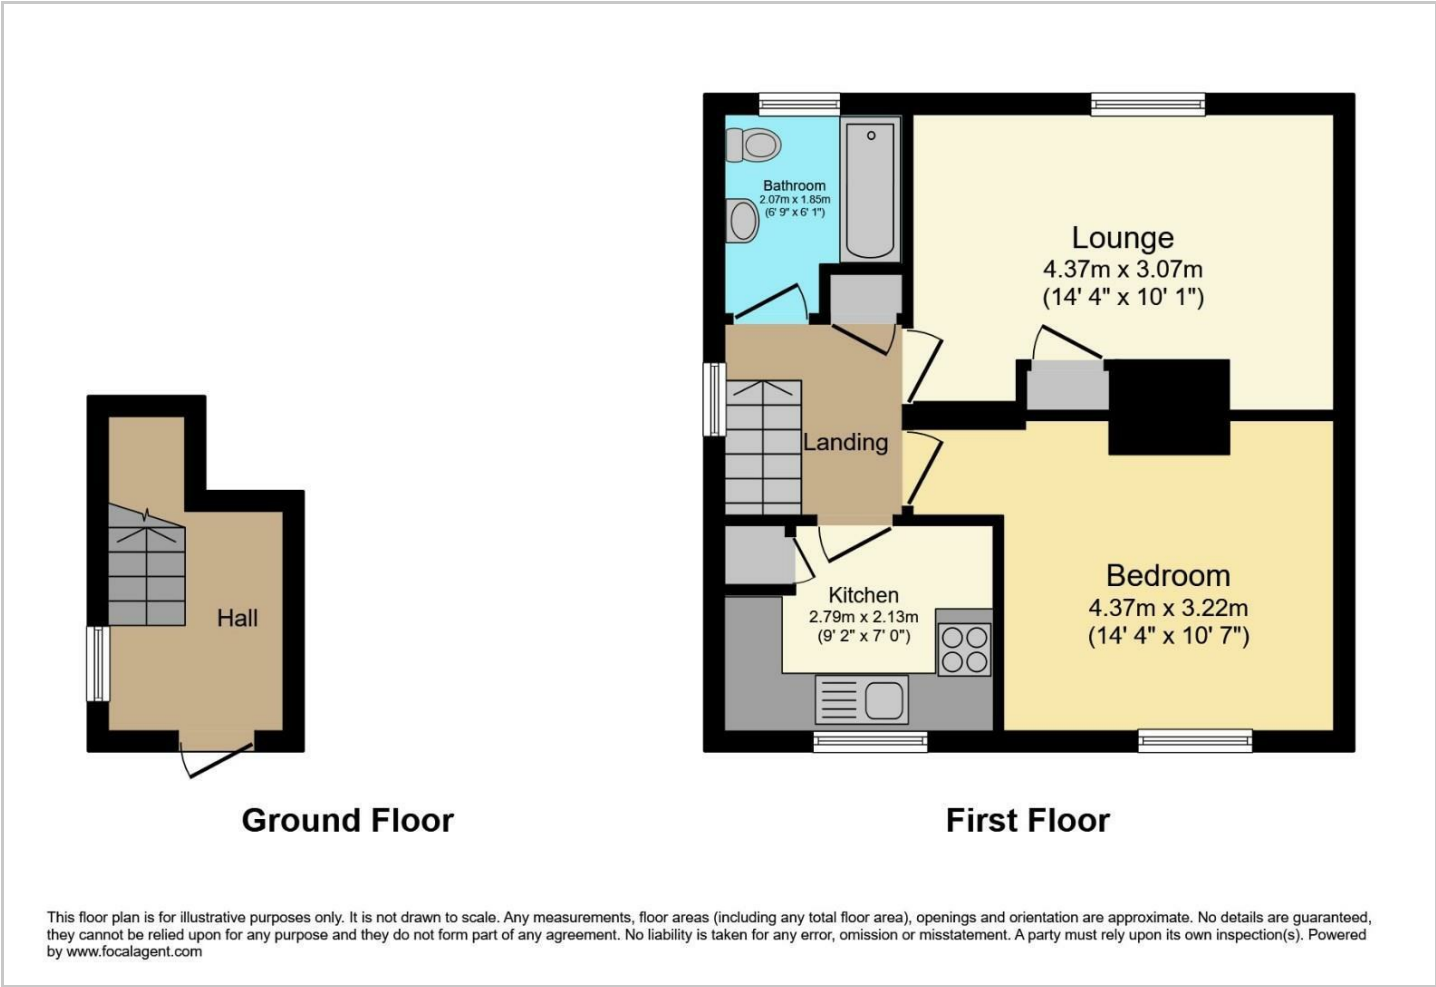 Bathroom
2.07m x 1.85m
(6' 9" x 6' 1")
Lounge
4.37m x 3.07m
(14' 4" x 10' 1")
Landing
Hall
Kitchen
2.79m x 2.13m
(9' 2" x 7' 0")
Bedroom
4.37m x 3.22m
(14' 4" x 10' 7")
Ground Floor
First Floor
This floor plan is for illustrative purposes only. It is not drawn to scale. Any measurements, floor areas (including any total floor area), openings and orientation are approximate. No details are guaranteed,
they cannot be relied upon for any purpose and they do not form part of any agreement. No liability is taken for any error, omission or misstatement. A party must rely upon its own inspection(s). Powered
by www.focalagent.com